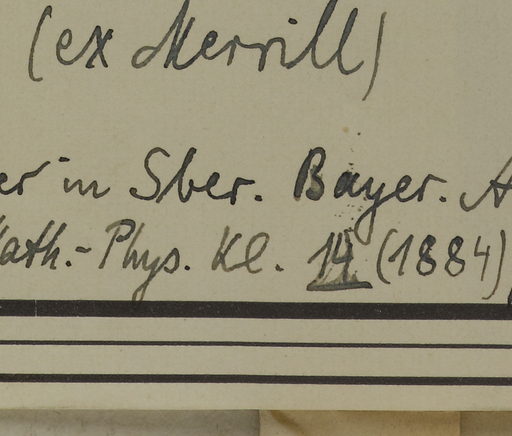 (ex Merrill)
er in Sber. Bayer. A
ath.-Phys. Kl. 14 (1884)